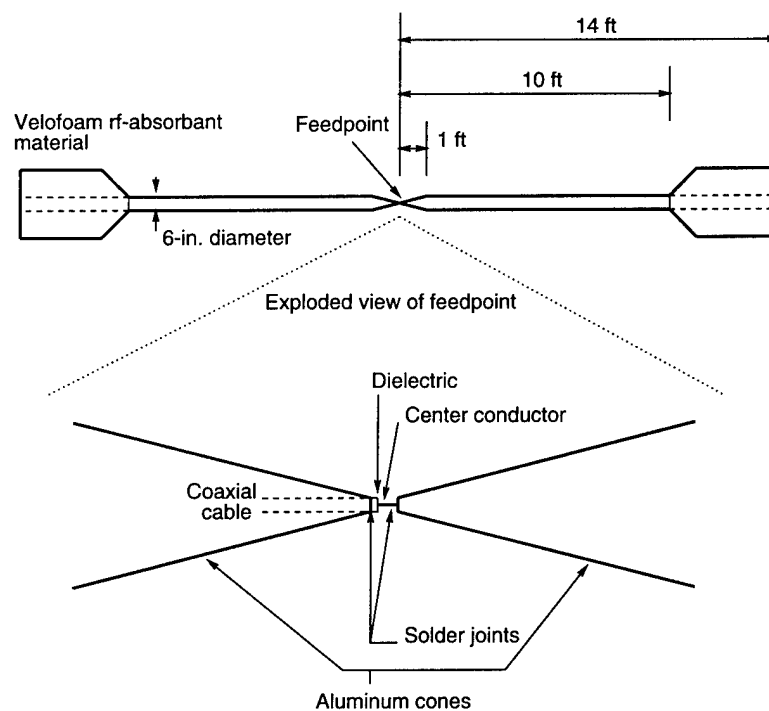 14 ft
10 ft
Velofoam rf-absorbant
material
Feedpoint
1 ft
6-in. diameter
Exploded view of feedpoint
Dielectric
Center conductor
Coaxial
cable
Solder joints
Aluminum cones